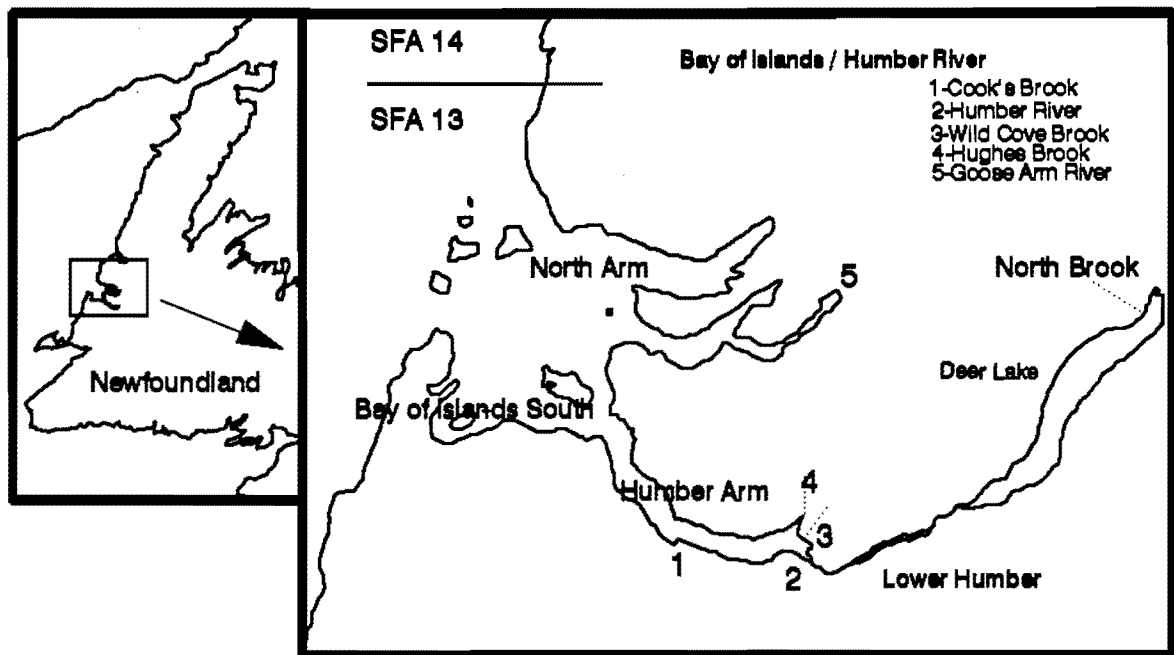 SFA 14
SFA 13
Bay of Islands / Humber River
1-Cook's Brook
2-Humber River
3-Wild Cove Brook
4-Hughes Brook
5-Goose Arm River
North Arm
5
North Brook
Deer Lake
Newfoundland
Bay of Islands South
Humber Arm
4
3
1
2
Lower Humber